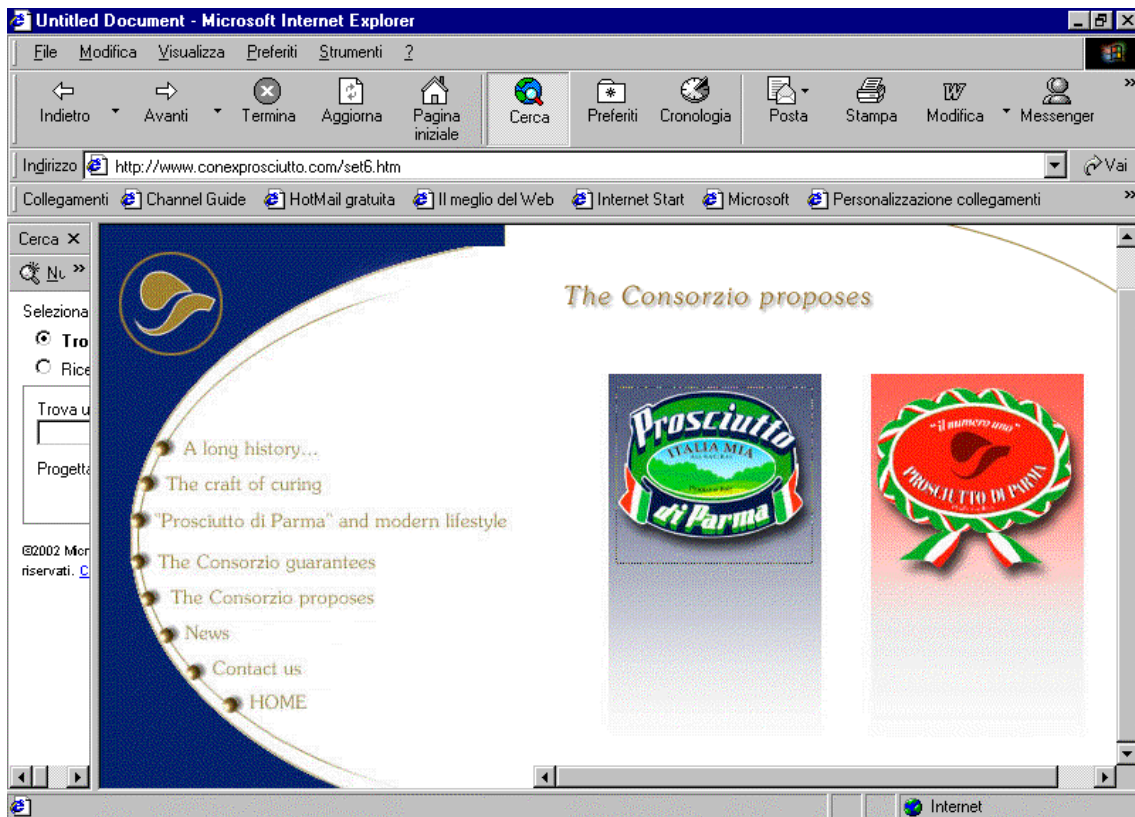 Untitled Document - Microsoft Internet Explorer
File Modifica Visualizza Preferiti Strumenti ?
Indietro Avanti Termina Aggiorna Pagina iniziale Cerca Preferiti Cronologia Posta Stampa Modifica Messenger »
Indirizzo http://www.conexprosciutto.com/set6.htm Vai
Collegamenti Channel Guide HotMail gratuita Il meglio del Web Internet Start Microsoft Personalizzazione collegamenti »
Cerca ×
Nu »
Seleziona
Tro
Rice
Trova u
Progetta
©2002 Micr
riservati. C
The Consorzio proposes
A long history...
The craft of curing
"Prosciutto di Parma" and modern lifestyle
The Consorzio guarantees
The Consorzio proposes
News
Contact us
HOME
Prosciutto
ITALIA MIA
di Parma
"il numero uno"
PROSCIUTTO DI PARMA
Internet